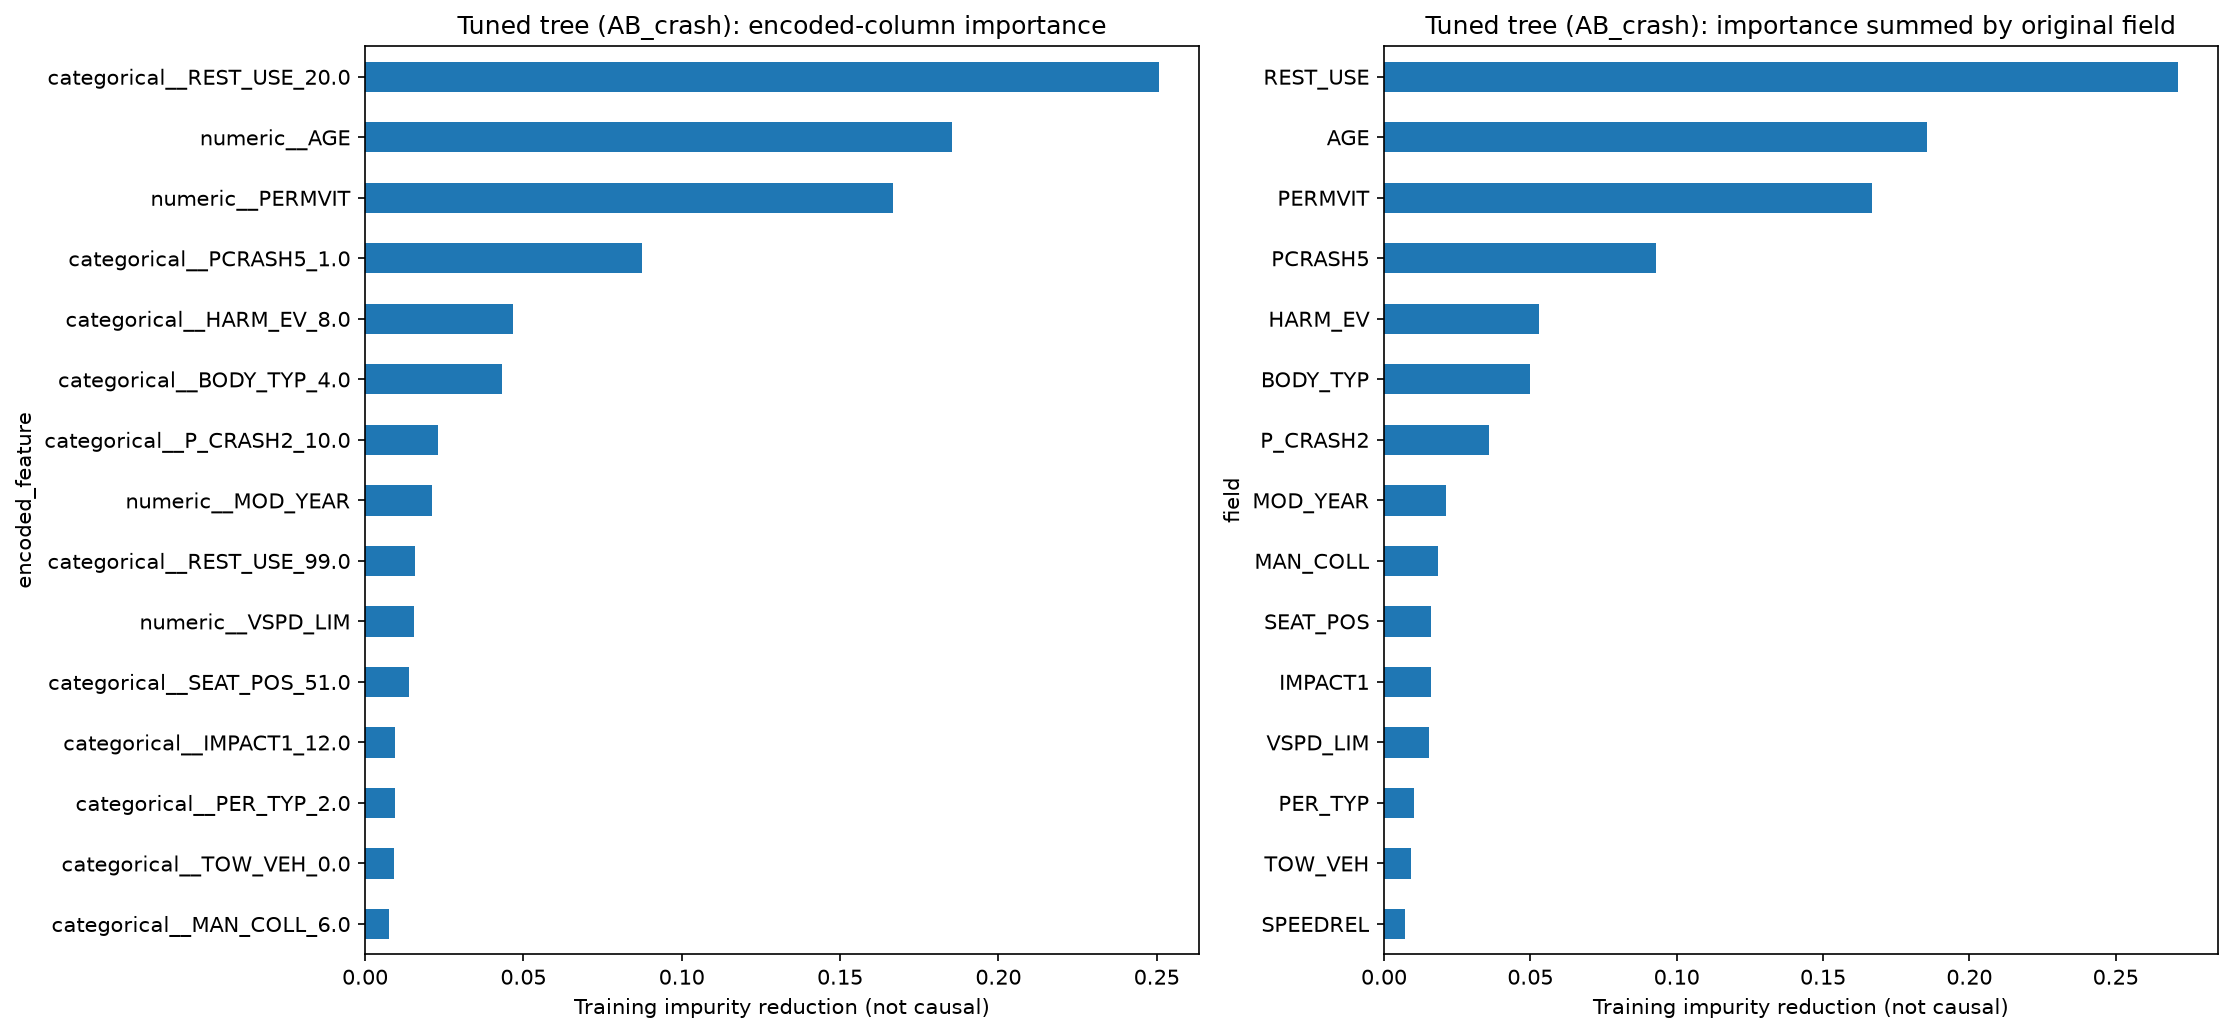 Tuned tree (AB_crash): encoded-column importance
encoded_feature
categorical__REST_USE_20.0
numeric__AGE
numeric__PERMVIT
categorical__PCRASH5_1.0
categorical__HARM_EV_8.0
categorical__BODY_TYP_4.0
categorical__P_CRASH2_10.0
numeric__MOD_YEAR
categorical__REST_USE_99.0
numeric__VSPD_LIM
categorical__SEAT_POS_51.0
categorical__IMPACT1_12.0
categorical__PER_TYP_2.0
categorical__TOW_VEH_0.0
categorical__MAN_COLL_6.0
0.00 0.05 0.10 0.15 0.20 0.25
Training impurity reduction (not causal)
Tuned tree (AB_crash): importance summed by original field
field
REST_USE
AGE
PERMVIT
PCRASH5
HARM_EV
BODY_TYP
P_CRASH2
MOD_YEAR
MAN_COLL
SEAT_POS
IMPACT1
VSPD_LIM
PER_TYP
TOW_VEH
SPEEDREL
0.00 0.05 0.10 0.15 0.20 0.25
Training impurity reduction (not causal)